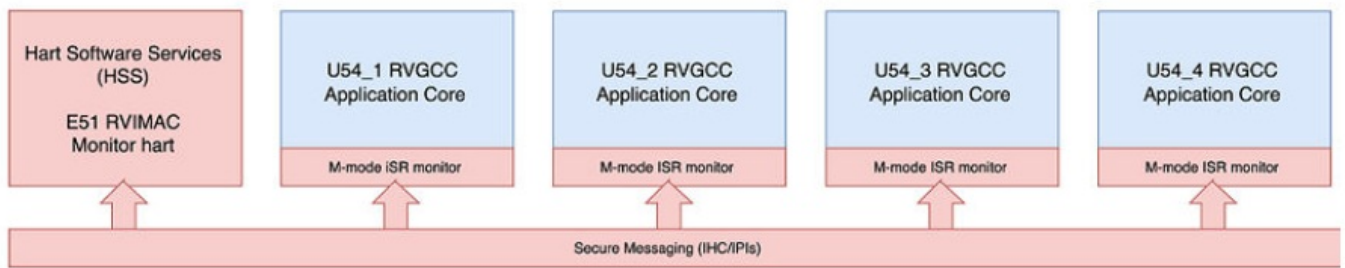 Hart Software Services
(HSS)
E51 RVIMAC
Monitor hart
U54_1 RVGCC
Application Core
M-mode iSR monitor
U54_2 RVGCC
Application Core
M-mode ISR monitor
U54_3 RVGCC
Application Core
M-mode ISR monitor
U54_4 RVGCC
Appication Core
M-mode ISR monitor
Secure Messaging (IHC/IPIs)